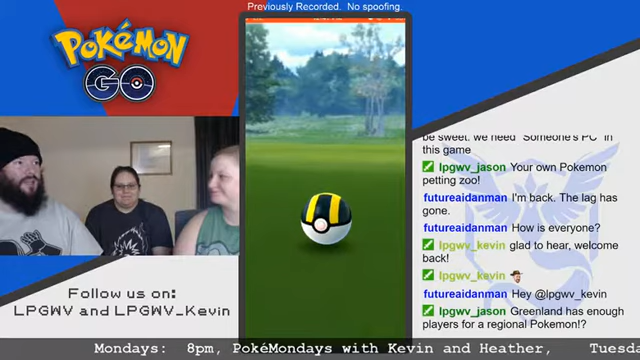 Previously Recorded. No spoofing.
POKÉMON
GO
be sweet. we need "Someone's PC" in
this game
lpgwv_jason Your own Pokemon
petting zoo!
futureaidanman I'm back. The lag has
gone.
futureaidanman How is everyone?
lpgwv_kevin glad to hear, welcome
back!
lpgwv_kevin
futureaidanman Hey @lpgwv_kevin
lpgwv_jason Greenland has enough
players for a regional Pokemon!?
Follow us on:
LPGWV and LPGWV_Kevin
Mondays: 8pm, PokéMondays with Kevin and Heather, Tuesda